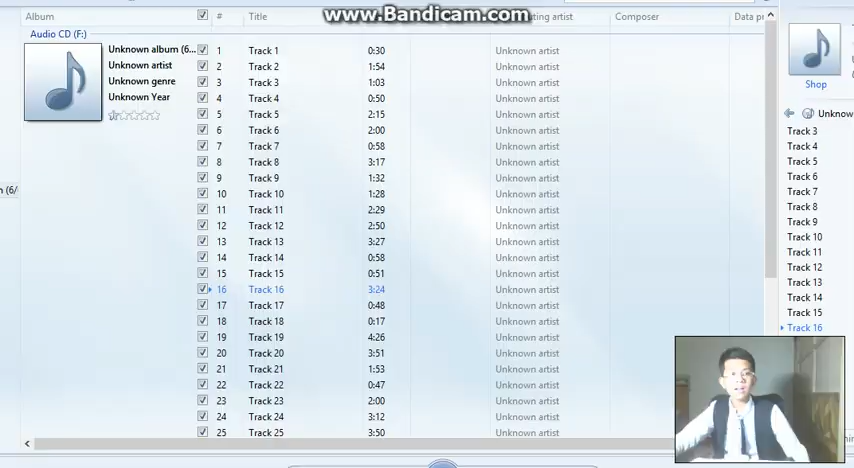 www.Bandicam.com
Album # Title artist Composer Data
Audio CD (F:)
Unknown album (6...
Unknown artist
Unknown genre
Unknown Year
1 Track 1 0:30 Unknown artist
2 Track 2 1:54 Unknown artist
3 Track 3 1:03 Unknown artist
4 Track 4 0:50 Unknown artist
5 Track 5 2:15 Unknown artist
6 Track 6 2:00 Unknown artist
7 Track 7 0:58 Unknown artist
8 Track 8 3:17 Unknown artist
9 Track 9 1:32 Unknown artist
10 Track 10 1:28 Unknown artist
11 Track 11 2:29 Unknown artist
12 Track 12 2:50 Unknown artist
13 Track 13 3:27 Unknown artist
14 Track 14 0:58 Unknown artist
15 Track 15 0:51 Unknown artist
16 Track 16 3:24 Unknown artist
17 Track 17 0:48 Unknown artist
18 Track 18 0:17 Unknown artist
19 Track 19 4:26 Unknown artist
20 Track 20 3:51 Unknown artist
21 Track 21 1:53 Unknown artist
22 Track 22 0:47 Unknown artist
23 Track 23 2:00 Unknown artist
24 Track 24 3:12 Unknown artist
25 Track 25 3:50 Unknown artist
Shop
Unknow
Track 3
Track 4
Track 5
Track 6
Track 7
Track 8
Track 9
Track 10
Track 11
Track 12
Track 13
Track 14
Track 15
Track 16